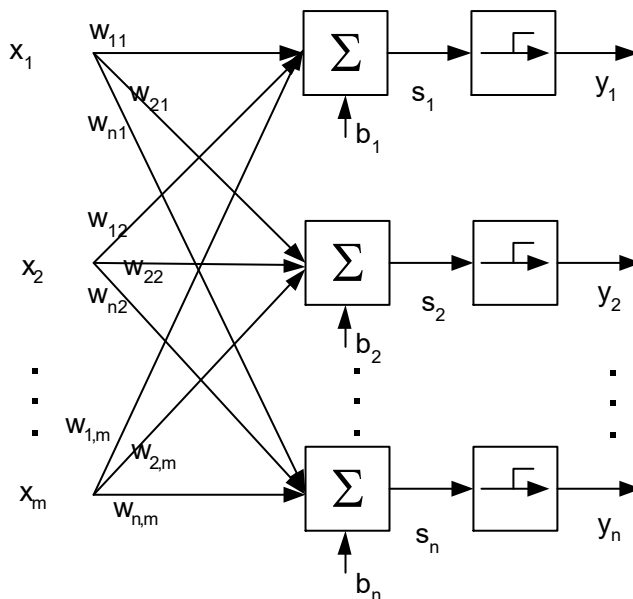 w₁₁
x₁
Σ
s₁
y₁
w₂₁
wₙ₁
b₁
w₁₂
x₂
w₂₂
Σ
s₂
y₂
wₙ₂
b₂
w₁,ₘ
w₂,ₘ
xₘ
wₙ,ₘ
Σ
sₙ
yₙ
bₙ